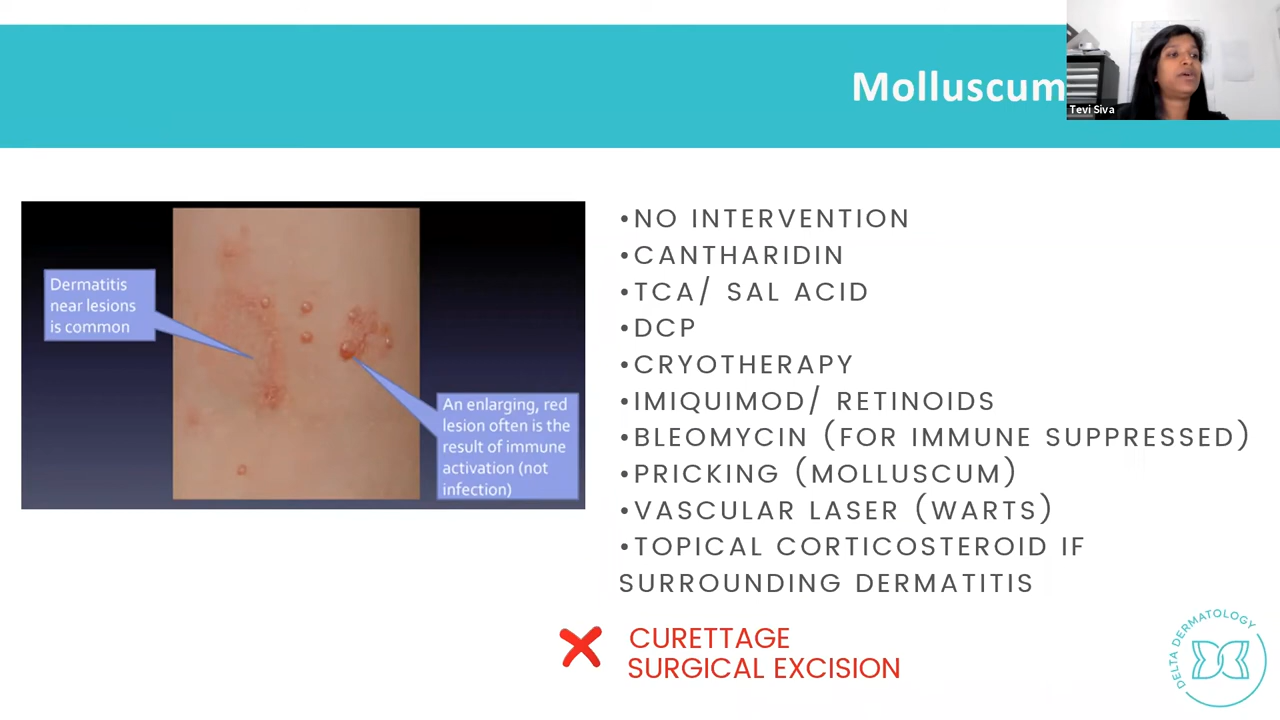 Molluscum
Tevi Siva
Dermatitis
near lesions
is common
An enlarging, red
lesion often is the
result of immune
activation (not
infection)
•NO INTERVENTION
•CANTHARIDIN
•TCA/ SAL ACID
•DCP
•CRYOTHERAPY
•IMIQUIMOD/ RETINOIDS
•BLEOMYCIN (FOR IMMUNE SUPPRESSED)
•PRICKING (MOLLUSCUM)
•VASCULAR LASER (WARTS)
•TOPICAL CORTICOSTEROID IF
SURROUNDING DERMATITIS
CURETTAGE
SURGICAL EXCISION
DELTA DERMATOLOGY